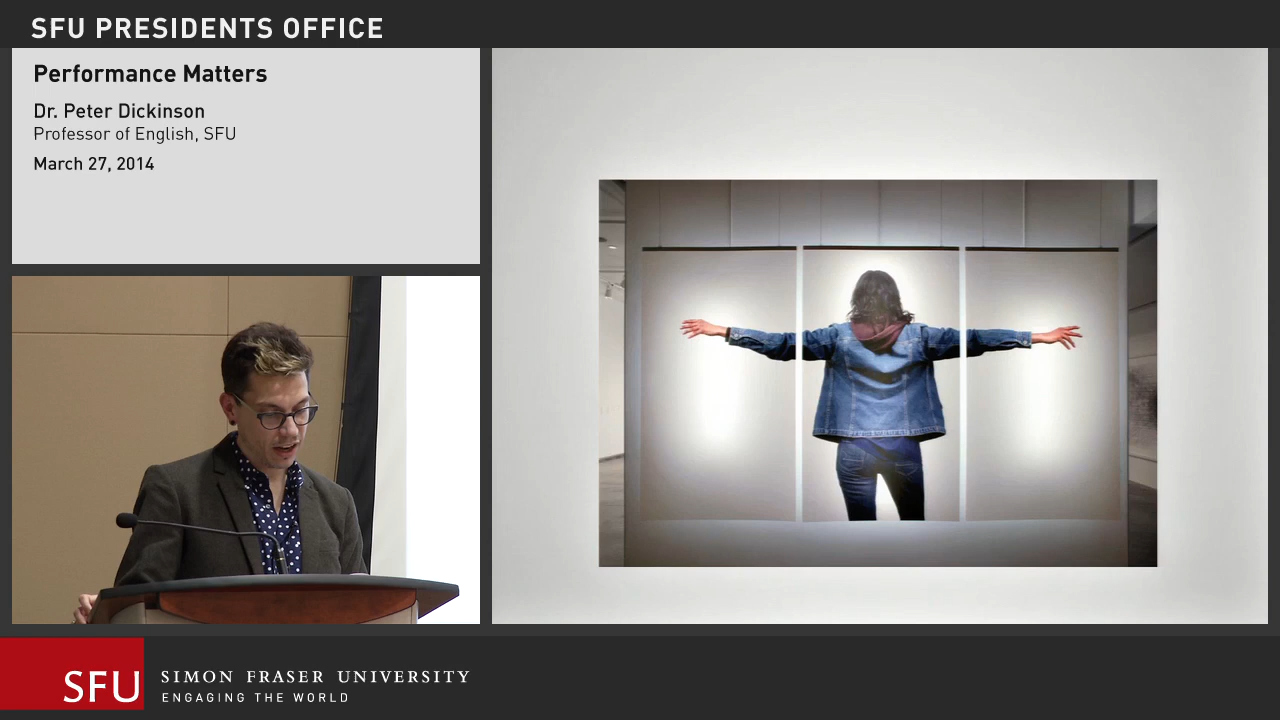 SFU PRESIDENTS OFFICE
Performance Matters
Dr. Peter Dickinson
Professor of English, SFU
March 27, 2014
SFU
SIMON FRASER UNIVERSITY
ENGAGING THE WORLD